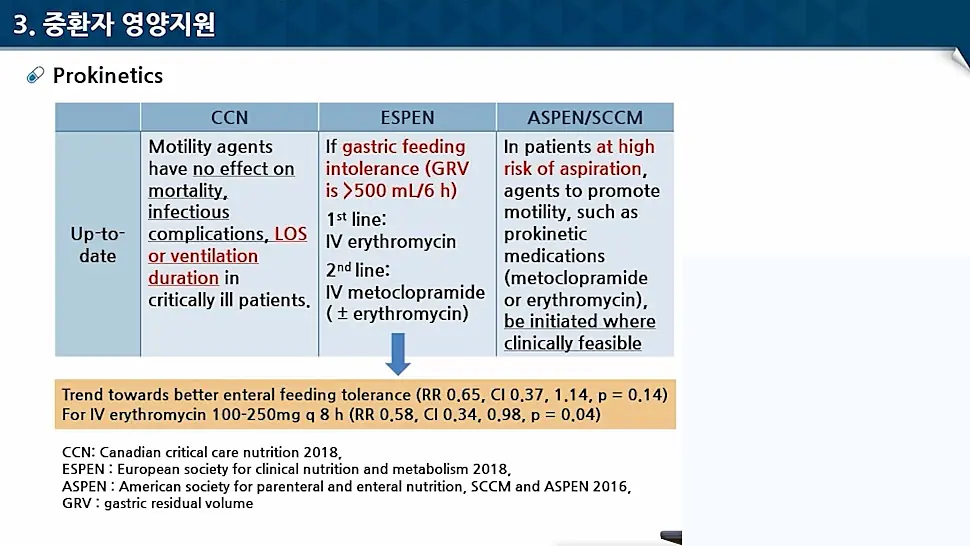 3. 중환자 영양지원
Prokinetics
CCN
ESPEN
ASPEN/SCCM
Up-to-
date
Motility agents
have no effect on
mortality,
infectious
complications, LOS
or ventilation
duration in
critically ill patients.
If gastric feeding
intolerance (GRV
is >500 mL/6 h)
1st line:
IV erythromycin
2nd line:
IV metoclopramide
( ± erythromycin)
In patients at high
risk of aspiration,
agents to promote
motility, such as
prokinetic
medications
(metoclopramide
or erythromycin),
be initiated where
clinically feasible
Trend towards better enteral feeding tolerance (RR 0.65, CI 0.37, 1.14, p = 0.14)
For IV erythromycin 100-250mg q 8 h (RR 0.58, CI 0.34, 0.98, p = 0.04)
CCN: Canadian critical care nutrition 2018,
ESPEN : European society for clinical nutrition and metabolism 2018,
ASPEN : American society for parenteral and enteral nutrition, SCCM and ASPEN 2016,
GRV : gastric residual volume